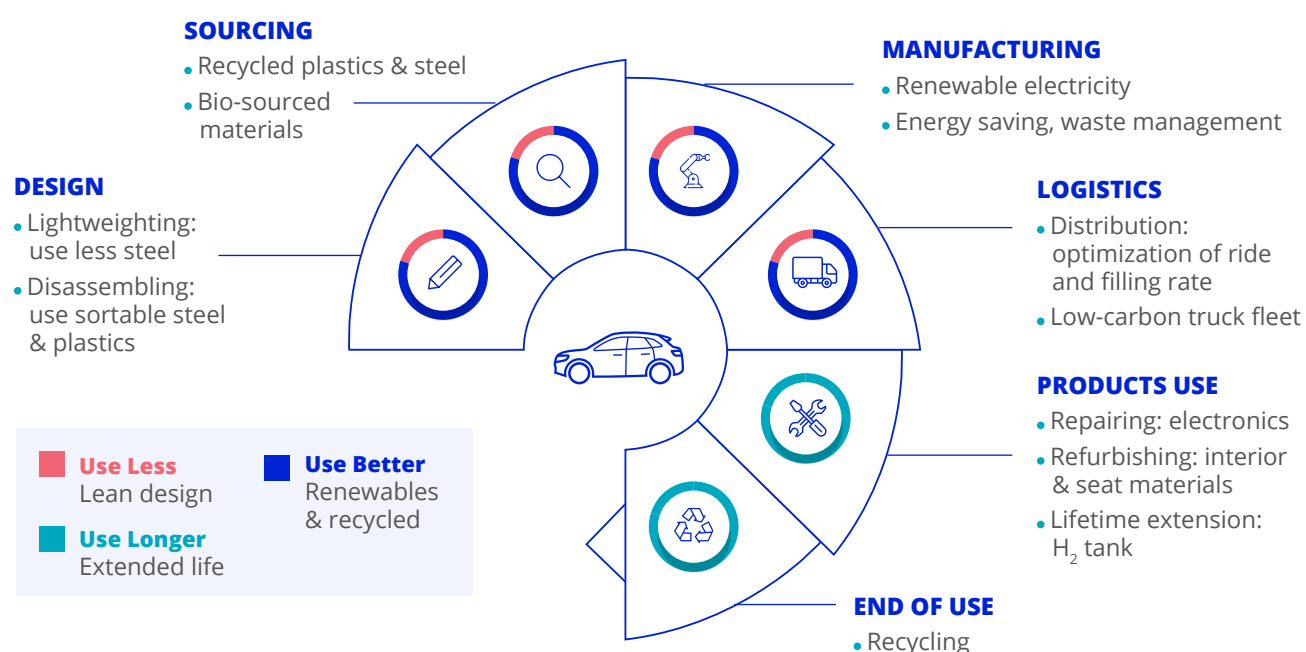 SOURCING
• Recycled plastics & steel
• Bio-sourced
materials
MANUFACTURING
• Renewable electricity
• Energy saving, waste management
DESIGN
• Lightweighting:
use less steel
• Disassembling:
use sortable steel
& plastics
LOGISTICS
• Distribution:
optimization of ride
and filling rate
• Low-carbon truck fleet
PRODUCTS USE
• Repairing: electronics
• Refurbishing: interior
& seat materials
• Lifetime extension:
H₂ tank
Use Less
Lean design
Use Longer
Extended life
Use Better
Renewables
& recycled
END OF USE
• Recycling